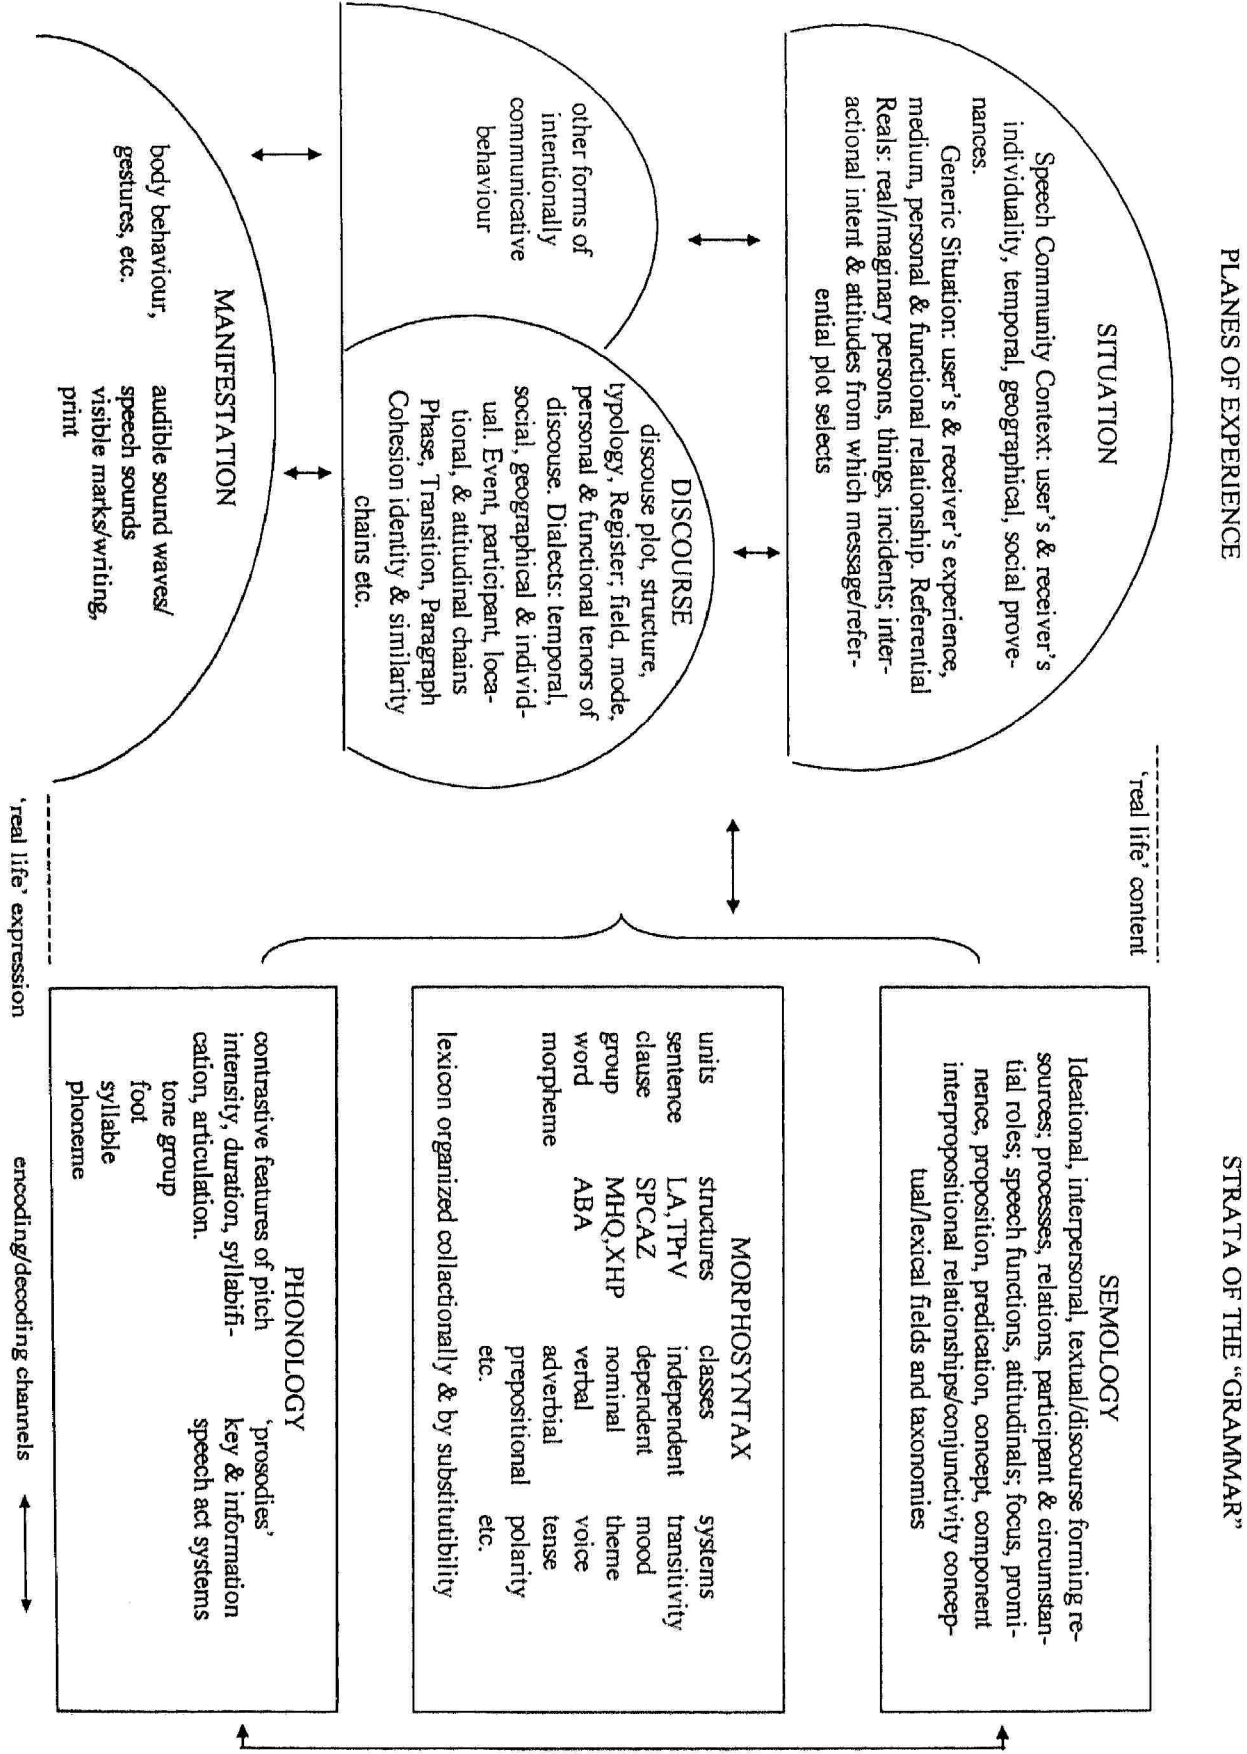 PLANES OF EXPERIENCE
STRATA OF THE “GRAMMAR”
SITUATION
Speech Community Context: user's & receiver's
individuality, temporal, geographical, social prove-
nances.
Generic Situation: user's & receiver's experience,
medium, personal & functional relationship. Referential
Reals: real/imaginary persons, things, incidents; inter-
actional intent & attitudes from which message/refer-
ential plot selects
other forms of
intentionally
communicative
behaviour
DISCOURSE
discouse plot, structure,
typology, Register; field, mode,
personal & functional tenors of
discouse. Dialects: temporal,
social, geographical & individ-
ual. Event, participant, loca-
tional, & attitudinal chains
Phase, Transition, Paragraph
Cohesion identity & similarity
chains etc.
MANIFESTATION
body behaviour,
gestures, etc.
audible sound waves/
speech sounds
visible marks/writing,
print
‘real life’ content
‘real life’ expression
SEMOLOGY
Ideational, interpersonal, textual/discourse forming re-
sources; processes, relations, participant & circumstan-
tial roles; speech functions, attitudinals; focus, promi-
nence, proposition, predication, concept, component
interpropositional relationships/conjunctivity concep-
tual/lexical fields and taxonomies
MORPHOSYNTAX
units structures classes systems
sentence LA,TPrV independent transitivity
clause SPCAZ dependent mood
group MHQ,XHP nominal theme
word ABA verbal voice
morpheme adverbial tense
prepositional polarity
etc. etc.
lexicon organized collactionally & by substitutibility
PHONOLOGY
contrastive features of pitch
intensity, duration, syllabifi-
cation, articulation.
tone group
foot
syllable
phoneme
‘prosodies’
key & information
speech act systems
encoding/decoding channels